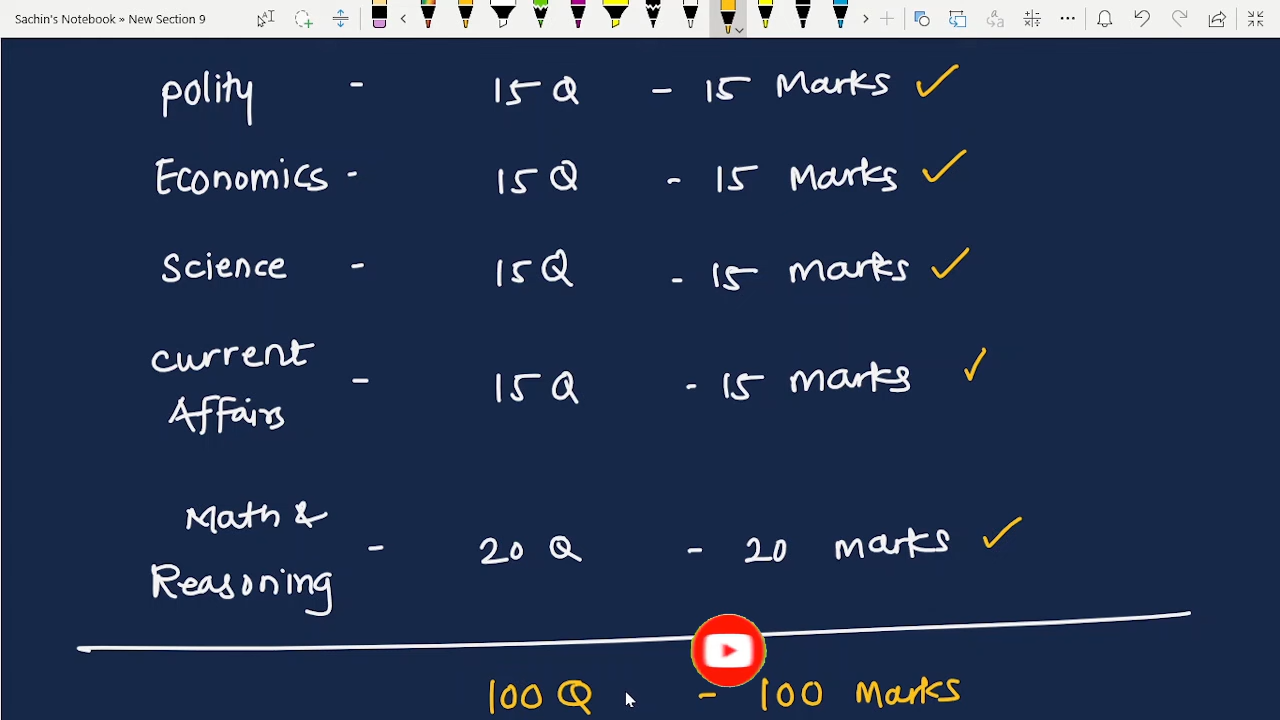 Sachin's Notebook » New Section 9
polity - 15 Q - 15 Marks ✓
Economics - 15 Q - 15 Marks ✓
Science - 15 Q - 15 marks ✓
current
Affairs - 15 Q - 15 marks ✓
Math &
Reasoning - 20 Q - 20 marks ✓
100 Q - 100 Marks